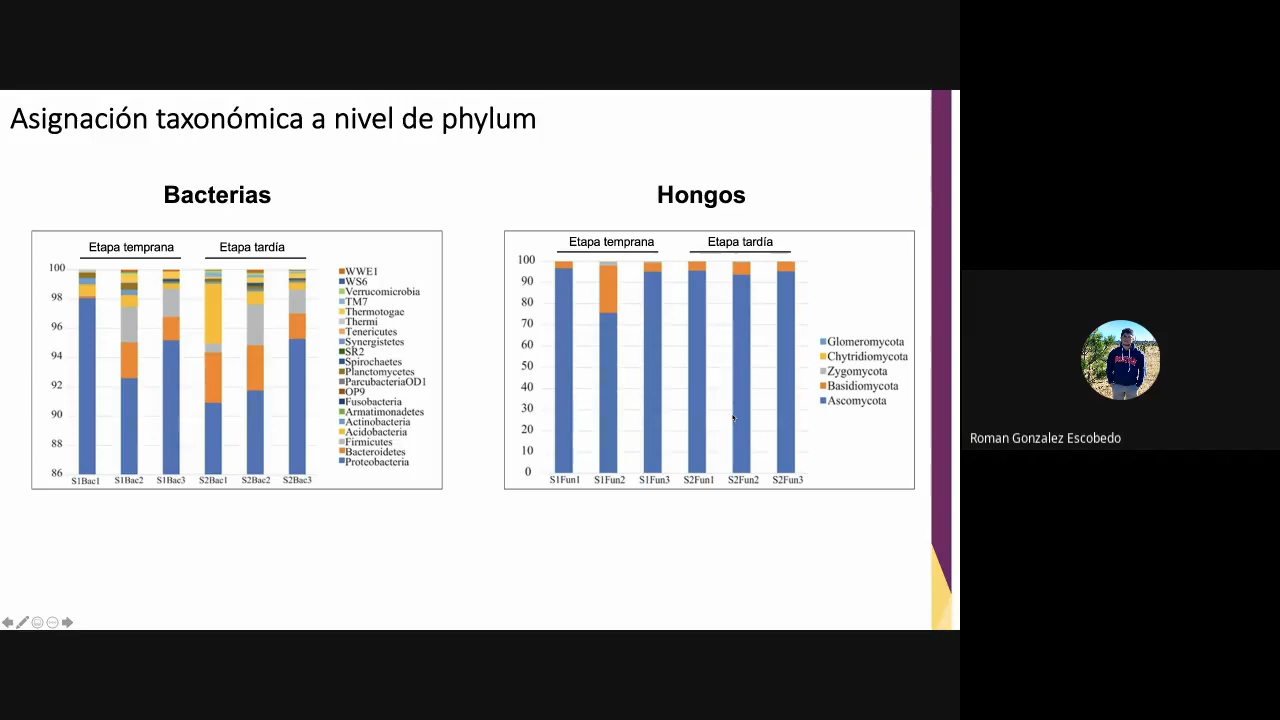 Asignación taxonómica a nivel de phylum
Bacterias
Etapa temprana
Etapa tardía
100
98
96
94
92
90
88
86
S1Bac1
S1Bac2
S1Bac3
S2Bac1
S2Bac2
S2Bac3
WWE1
WS6
Verrucomicrobia
TM7
Thermotogae
Thermi
Tenericutes
Synergistetes
SR2
Spirochaetes
Planctomycetes
ParcubacteriaOD1
OP9
Fusobacteria
Armatimonadetes
Actinobacteria
Acidobacteria
Firmicutes
Bacteroidetes
Proteobacteria
Hongos
Etapa temprana
Etapa tardía
100
90
80
70
60
50
40
30
20
10
0
S1Fun1
S1Fun2
S1Fun3
S2Fun1
S2Fun2
S2Fun3
Glomeromycota
Chytridiomycota
Zygomycota
Basidiomycota
Ascomycota
Roman Gonzalez Escobedo